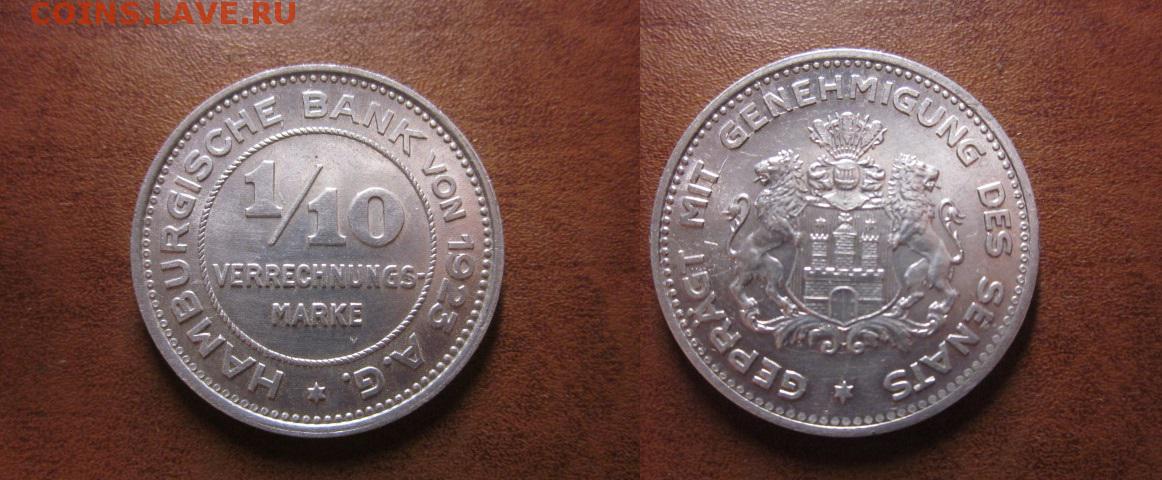 COINS.LAVE.RU
HAMBURGISCHE BANK VON 1923 A.G.
1/10
VERRECHNUNGS-
MARKE
GEPRÄGT MIT GENEHMIGUNG DES SENATS